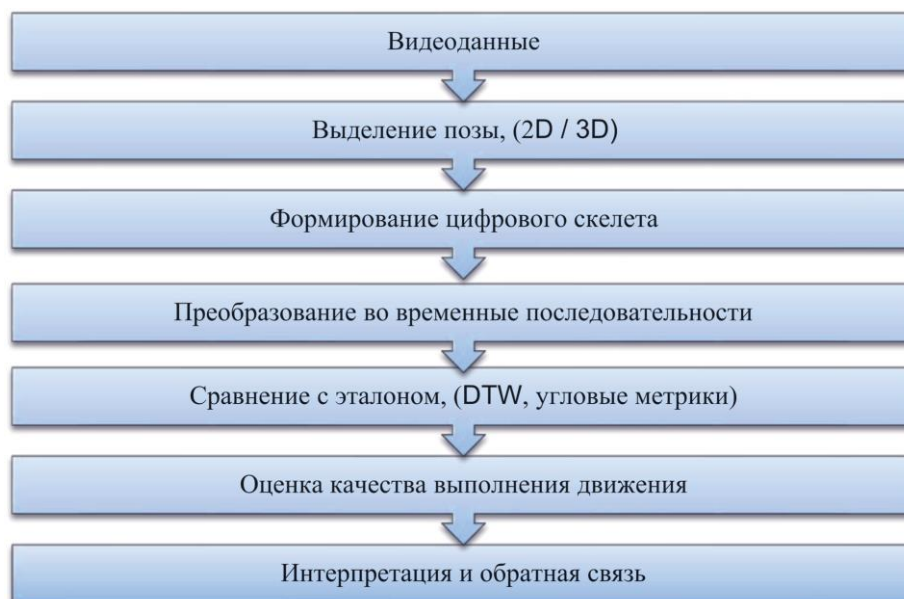 Видеоданные
Выделение позы, (2D / 3D)
Формирование цифрового скелета
Преобразование во временные последовательности
Сравнение с эталоном, (DTW, угловые метрики)
Оценка качества выполнения движения
Интерпретация и обратная связь